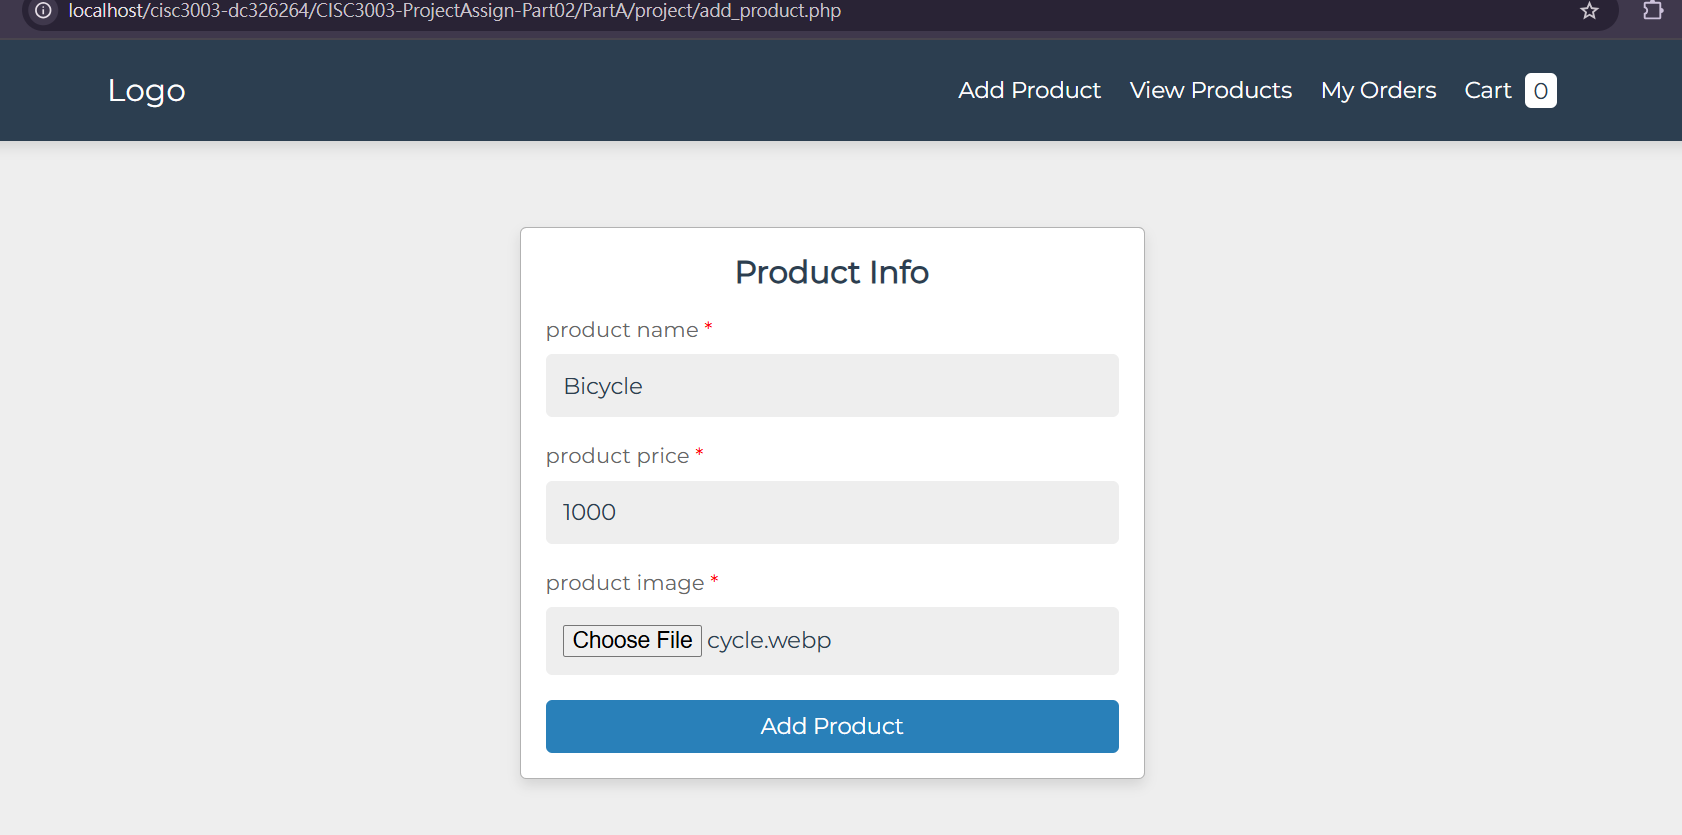 localhost/cisc3003-dc326264/CISC3003-ProjectAssign-Part02/PartA/project/add_product.php
Logo Add Product View Products My Orders Cart 0
Product Info
product name *
Bicycle
product price *
1000
product image *
Choose File cycle.webp
Add Product